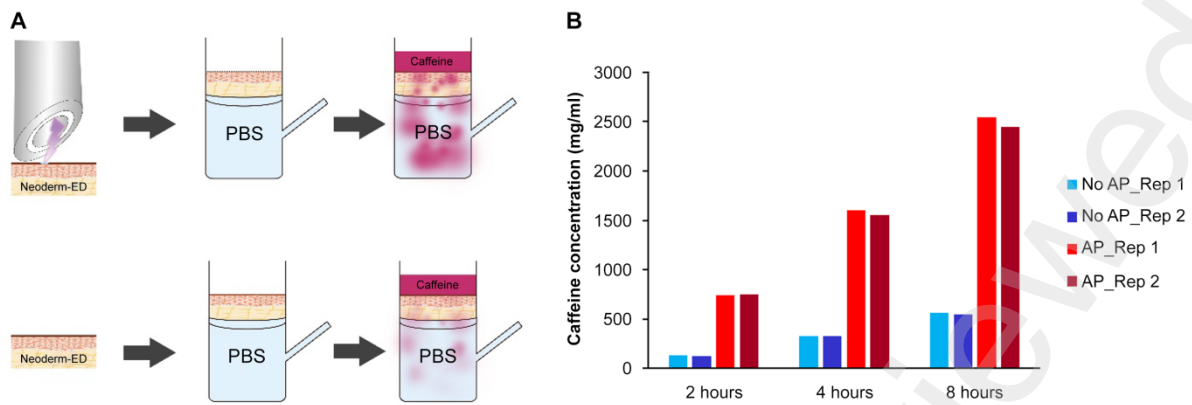 A
Neoderm-ED
PBS
Caffeine
PBS
Neoderm-ED
PBS
Caffeine
PBS
B
Caffeine concentration (mg/ml)
3000
2500
2000
1500
1000
500
0
2 hours
4 hours
8 hours
No AP_Rep 1
No AP_Rep 2
AP_Rep 1
AP_Rep 2